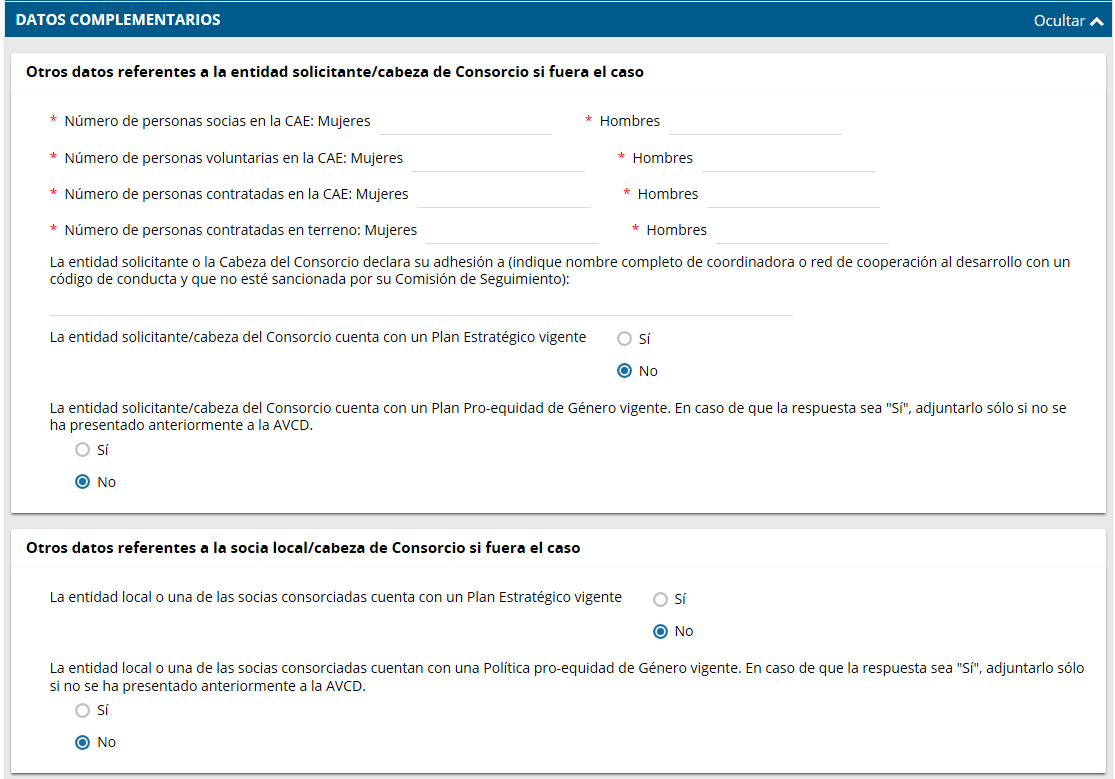 DATOS COMPLEMENTARIOS Ocultar
Otros datos referentes a la entidad solicitante/cabeza de Consorcio si fuera el caso
* Número de personas socias en la CAE: Mujeres * Hombres
* Número de personas voluntarias en la CAE: Mujeres * Hombres
* Número de personas contratadas en la CAE: Mujeres * Hombres
* Número de personas contratadas en terreno: Mujeres * Hombres
La entidad solicitante o la Cabeza del Consorcio declara su adhesión a (indique nombre completo de coordinadora o red de cooperación al desarrollo con un
código de conducta y que no esté sancionada por su Comisión de Seguimiento):
La entidad solicitante/cabeza del Consorcio cuenta con un Plan Estratégico vigente Sí
No
La entidad solicitante/cabeza del Consorcio cuenta con un Plan Pro-equidad de Género vigente. En caso de que la respuesta sea "Sí", adjuntarlo sólo si no se
ha presentado anteriormente a la AVCD.
Sí
No
Otros datos referentes a la socia local/cabeza de Consorcio si fuera el caso
La entidad local o una de las socias consorciadas cuenta con un Plan Estratégico vigente Sí
No
La entidad local o una de las socias consorciadas cuentan con una Política pro-equidad de Género vigente. En caso de que la respuesta sea "Sí", adjuntarlo sólo
si no se ha presentado anteriormente a la AVCD.
Sí
No